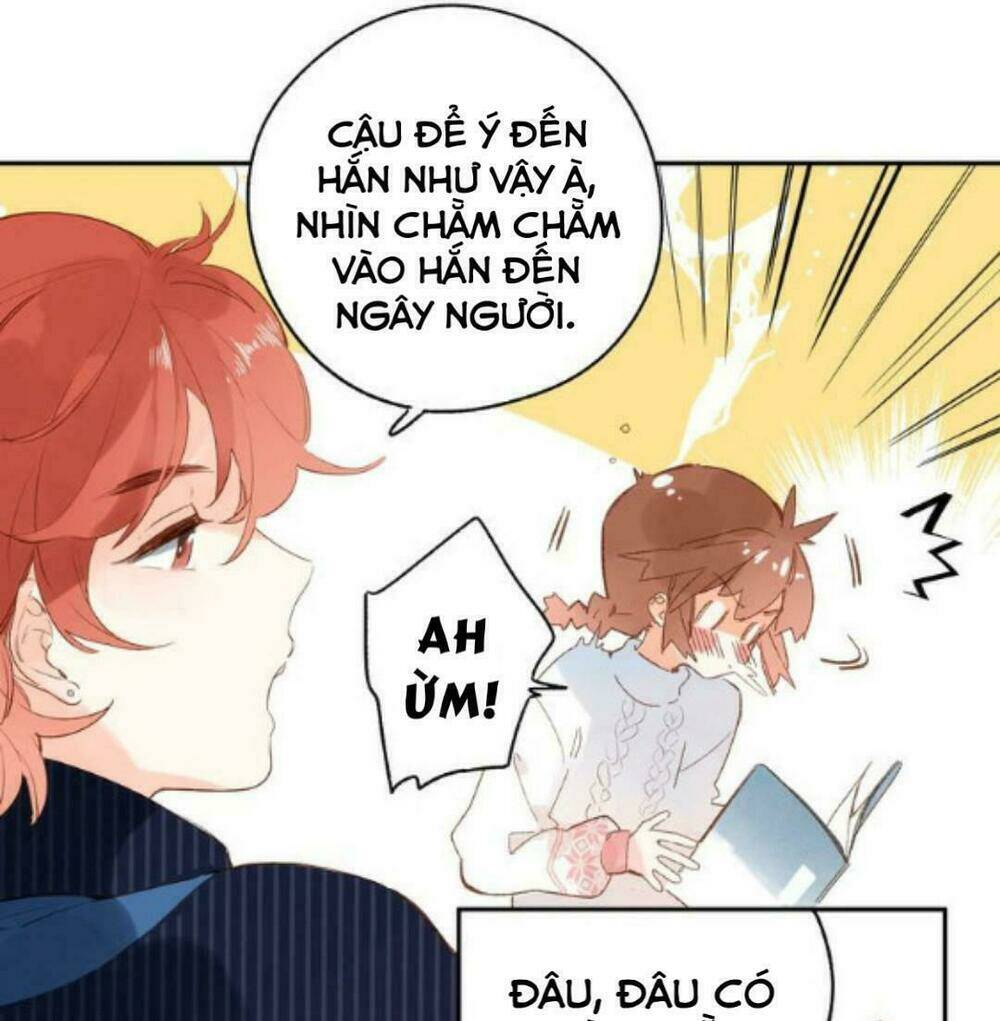 CẬU ĐỂ Ý ĐẾN
HẮN NHƯ VẬY À,
NHÌN CHẰM CHẰM
VÀO HẮN ĐẾN
NGÂY NGƯỜI.
AH
ỪM!
ĐÂU, ĐÂU CÓ